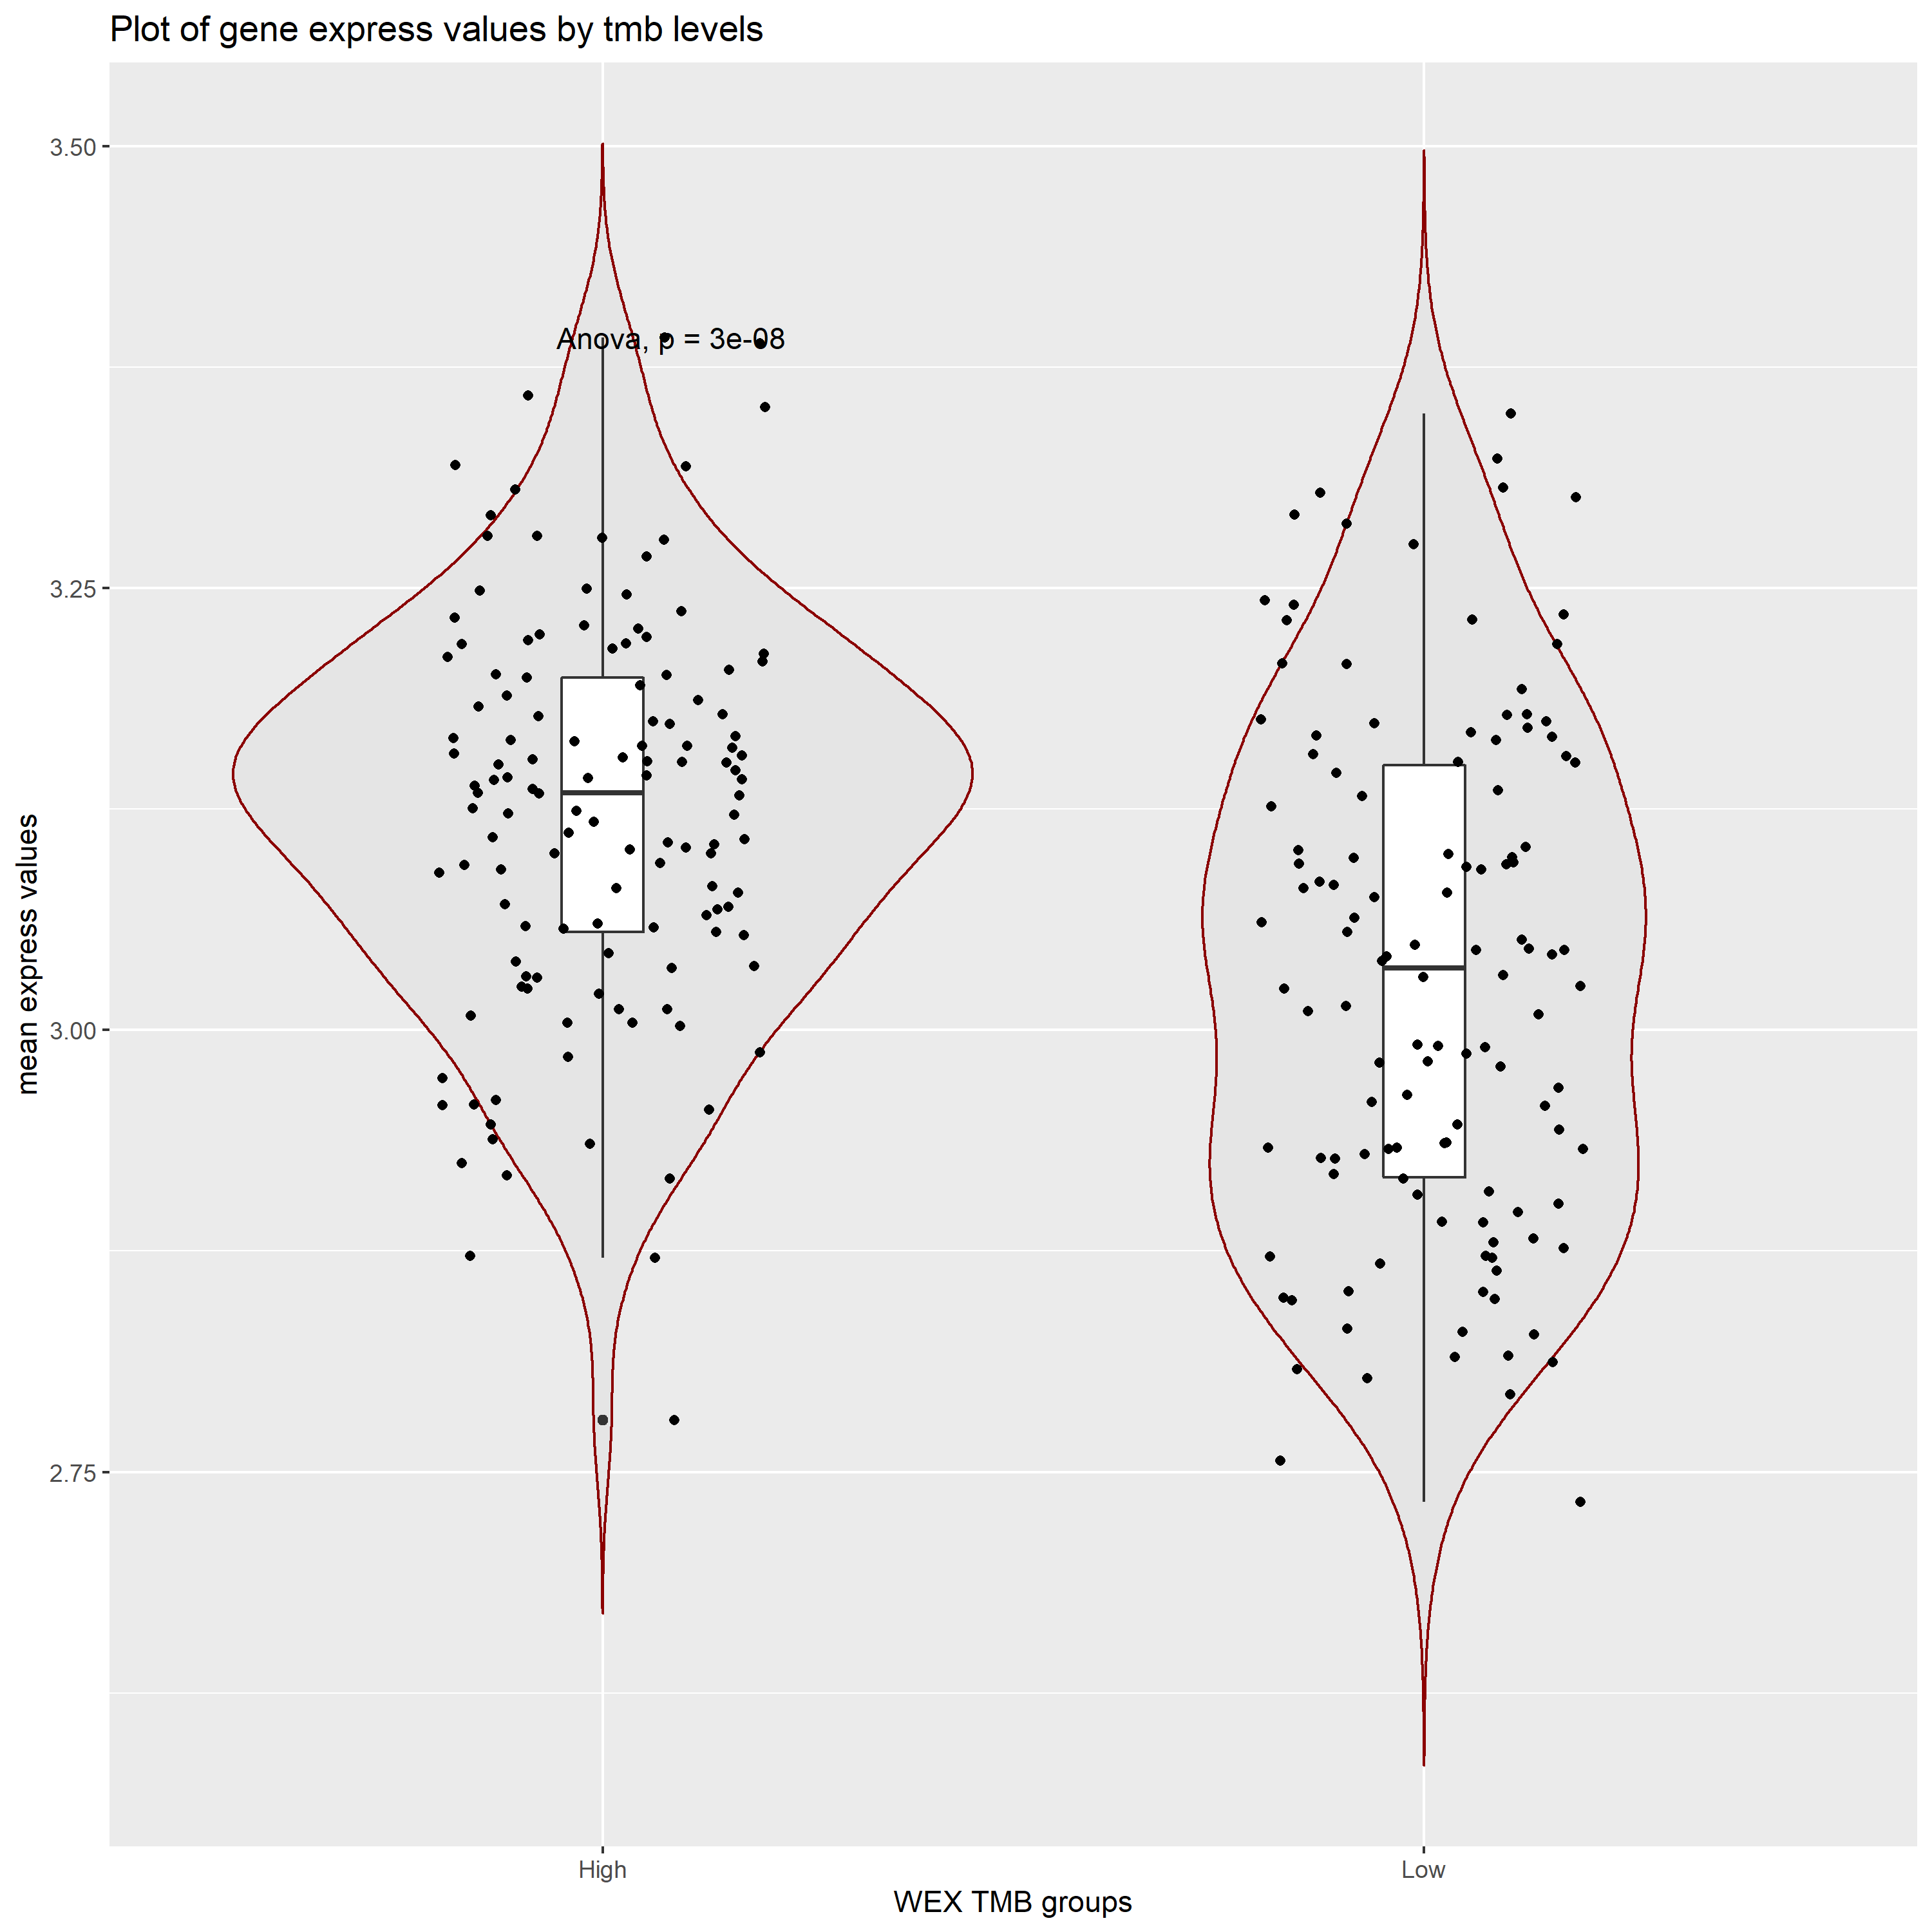 Plot of gene express values by tmb levels
3.50
Anova, p = 3e-08
3.25
mean express values
3.00
2.75
High
Low
WEX TMB groups